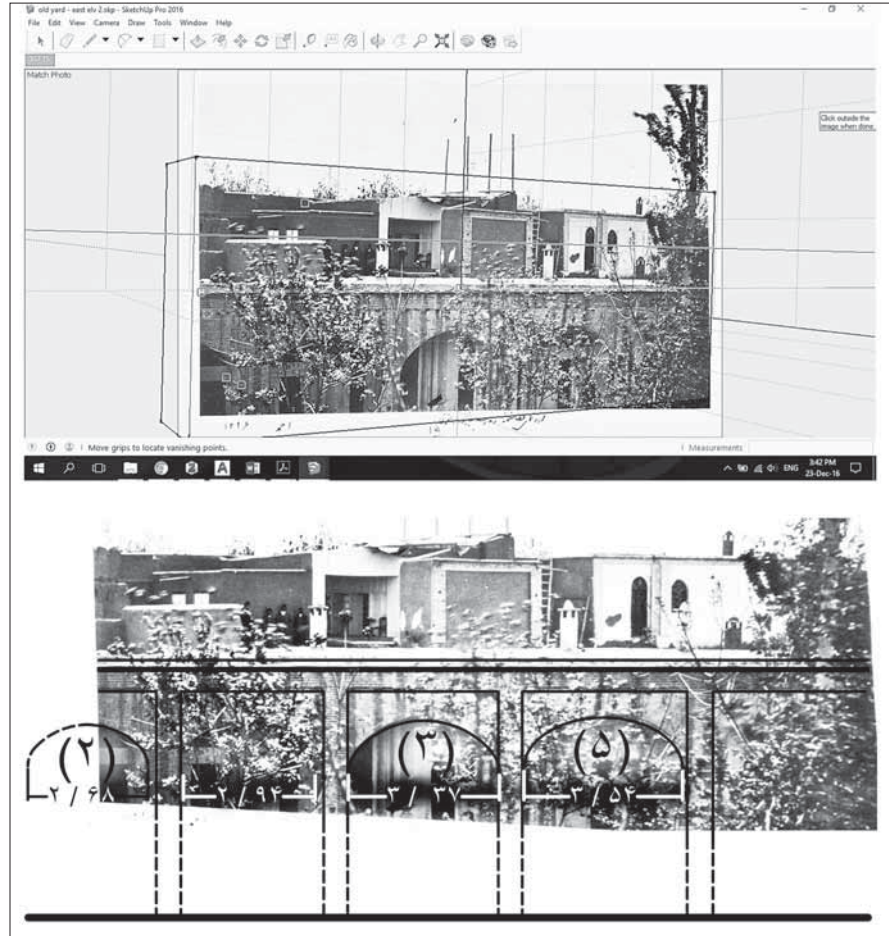 old yard - east elv 2.skp - SketchUp Pro 2016
File Edit View Camera Draw Tools Window Help
Match Photo
Click outside the
image when done.
۱۳۲۶
Move grips to locate vanishing points.
Measurements
ENG
3:42 PM
23-Dec-16
(۲) (۳) (۵)
۲ / ۶۸ ۲ / ۹۴ ۳ / ۳۷ ۳ / ۵۴